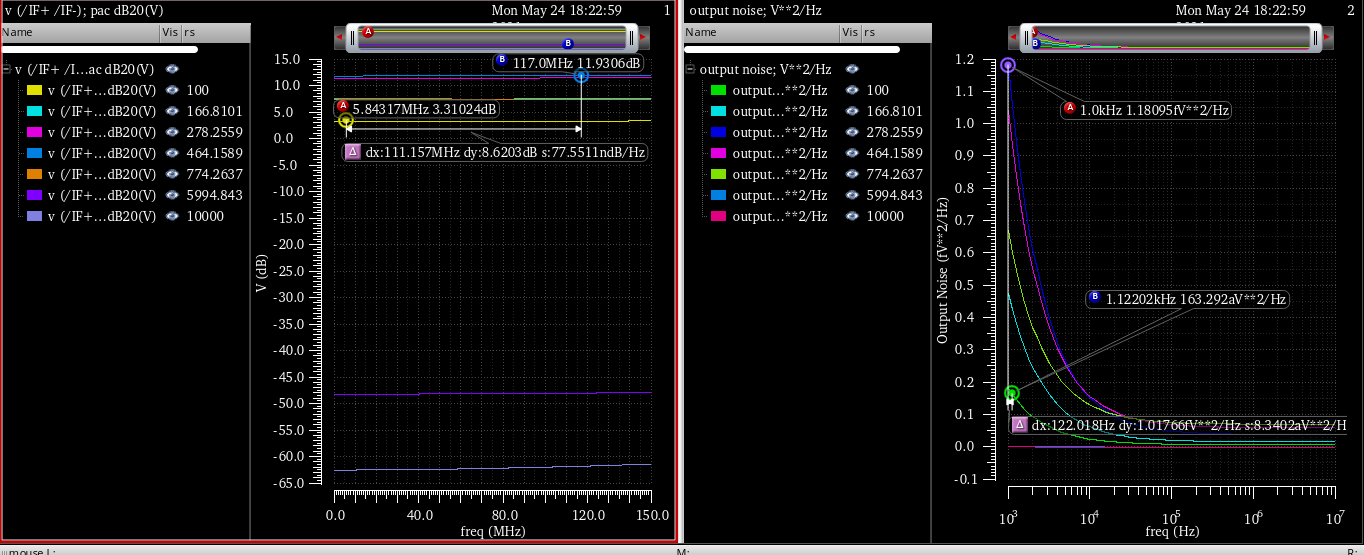 v (/IF+ /IF-); pac dB20(V)
Mon May 24 18:22:59
1
Name
Vis
rs
v (/IF+ /I...ac dB20(V)
v (/IF+...dB20(V)
100
v (/IF+...dB20(V)
166.8101
v (/IF+...dB20(V)
278.2559
v (/IF+...dB20(V)
464.1589
v (/IF+...dB20(V)
774.2637
v (/IF+...dB20(V)
5994.843
v (/IF+...dB20(V)
10000
A
B
15.0
10.0
5.0
0.0
-5.0
-10.0
-15.0
-20.0
-25.0
-30.0
-35.0
-40.0
-45.0
-50.0
-55.0
-60.0
-65.0
V (dB)
B
117.0MHz 11.9306dB
A
5.84317MHz 3.31024dB
Δ dx:111.157MHz dy:8.6203dB s:77.5511ndB/Hz
0.0
40.0
80.0
120.0
150.0
freq (MHz)
output noise; V**2/Hz
Mon May 24 18:22:59
2
Name
Vis
rs
output noise; V**2/Hz
output...**2/Hz
100
output...**2/Hz
166.8101
output...**2/Hz
278.2559
output...**2/Hz
464.1589
output...**2/Hz
774.2637
output...**2/Hz
5994.843
output...**2/Hz
10000
A
B
1.2
1.1
1.0
0.9
0.8
0.7
0.6
0.5
0.4
0.3
0.2
0.1
0.0
-0.1
Output Noise (fV**2/Hz)
A
1.0kHz 1.18095fV**2/Hz
B
1.12202kHz 163.292aV**2/Hz
Δ dx:122.018Hz dy:1.01766fV**2/Hz s:8.3402aV**2/H
10³
10⁴
10⁵
10⁶
10⁷
freq (Hz)
mouse L:
M:
R: